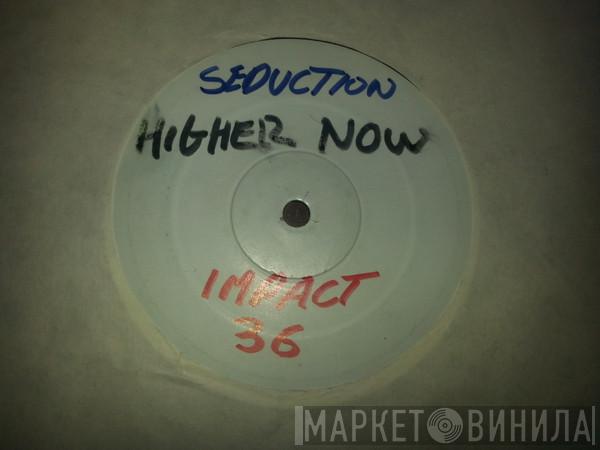 SEDUCTION
HIGHER NOW
IMPACT
36
МАРКЕТ ВИНИЛА